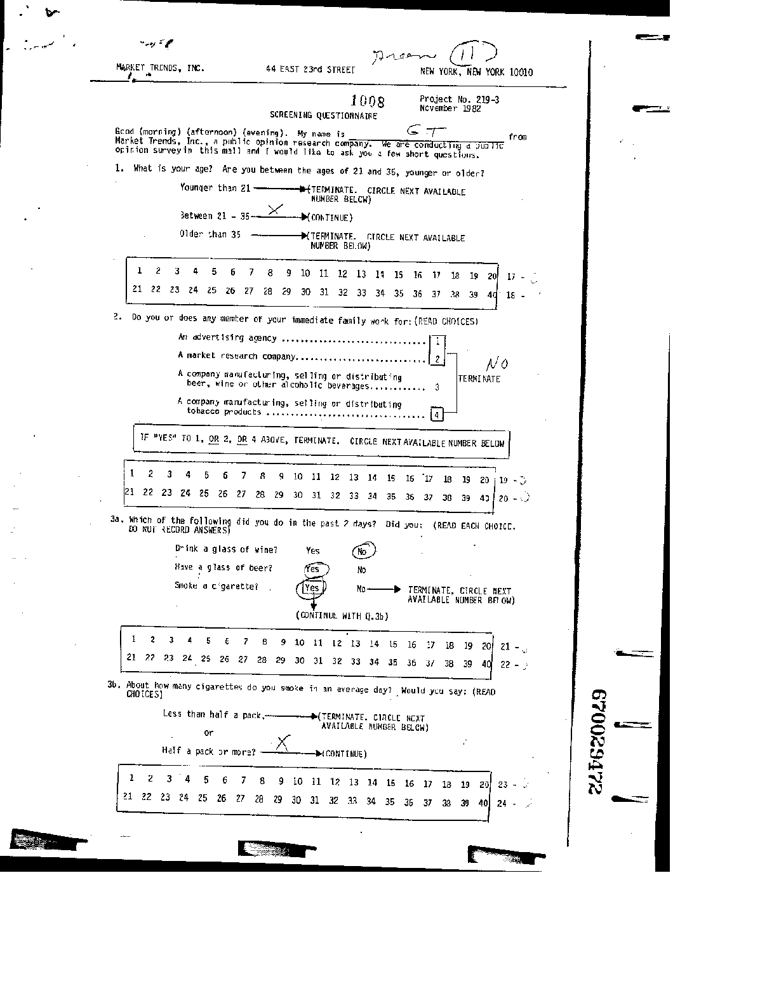 MARKET TRENDS, INC. 44 EAST 23rd STREET NEW YORK, NEW YORK 10010
11
1008 Project No. 219-3
November 1982
SCREENING QUESTIONNAIRE
Good (morning) (afternoon) (evening). My name is GT from
Market Trends, Inc., a public opinion research company. We are conducting a public
opinion survey in this mall and I would like to ask you a few short questions.
1. What is your age? Are you between the ages of 21 and 35, younger or older?
Younger than 21 (TERMINATE. CIRCLE NEXT AVAILABLE
NUMBER BELOW)
Between 21 - 35 X (CONTINUE)
Older than 35 (TERMINATE. CIRCLE NEXT AVAILABLE
NUMBER BELOW)
1 2 3 4 5 6 7 8 9 10 11 12 13 14 15 16 17 18 19 20 17 -
21 22 23 24 25 26 27 28 29 30 31 32 33 34 35 36 37 38 39 40 18 -
2. Do you or does any member of your immediate family work for: (READ CHOICES)
An advertising agency .............................. 1
A market research company........................... 2 NO
A company manufacturing, selling or distributing TERMINATE
beer, wine or other alcoholic beverages............ 3
A company manufacturing, selling or distributing
tobacco products ................................. 4
IF "YES" TO 1, OR 2, OR 4 ABOVE, TERMINATE. CIRCLE NEXT AVAILABLE NUMBER BELOW
1 2 3 4 5 6 7 8 9 10 11 12 13 14 15 16 17 18 19 20 19 -
21 22 23 24 25 26 27 28 29 30 31 32 33 34 35 36 37 38 39 40 20 -
3a. Which of the following did you do in the past 2 days? Did you: (READ EACH CHOICE.
DO NOT RECORD ANSWERS)
Drink a glass of wine? Yes No
Have a glass of beer? Yes No
Smoke a cigarette? Yes No TERMINATE, CIRCLE NEXT
AVAILABLE NUMBER BELOW)
(CONTINUE WITH Q.3b)
1 2 3 4 5 6 7 8 9 10 11 12 13 14 15 16 17 18 19 20 21 -
21 22 23 24 25 26 27 28 29 30 31 32 33 34 35 36 37 38 39 40 22 -
3b. About how many cigarettes do you smoke in an average day? Would you say: (READ
CHOICES)
Less than half a pack, (TERMINATE. CIRCLE NEXT
AVAILABLE NUMBER BELOW)
or
Half a pack or more? X (CONTINUE)
1 2 3 4 5 6 7 8 9 10 11 12 13 14 15 16 17 18 19 20 23 -
21 22 23 24 25 26 27 28 29 30 31 32 33 34 35 36 37 38 39 40 24 -
670029472